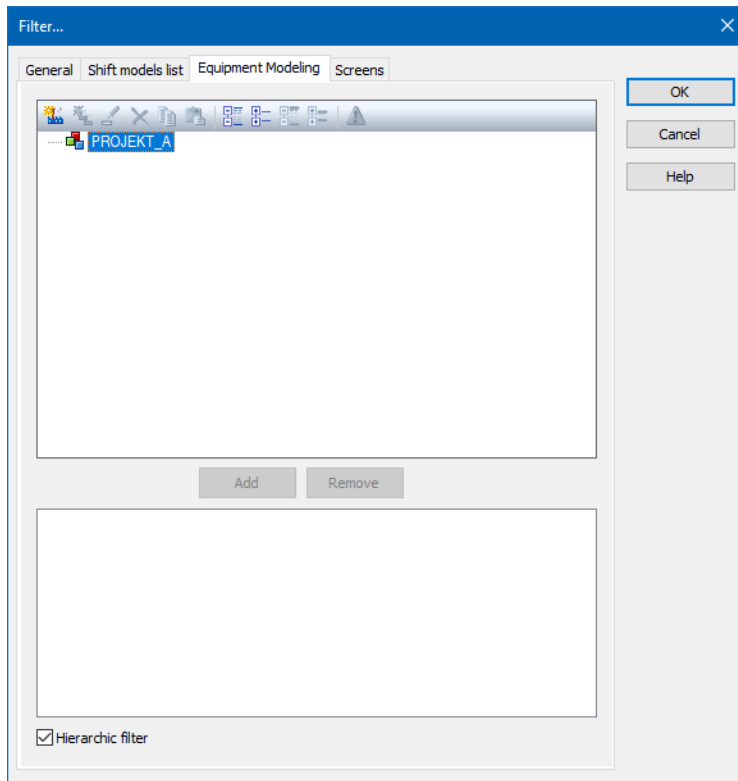 Filter...
General Shift models list Equipment Modeling Screens
OK
PROJEKT_A
Cancel
Help
Add Remove
Hierarchic filter